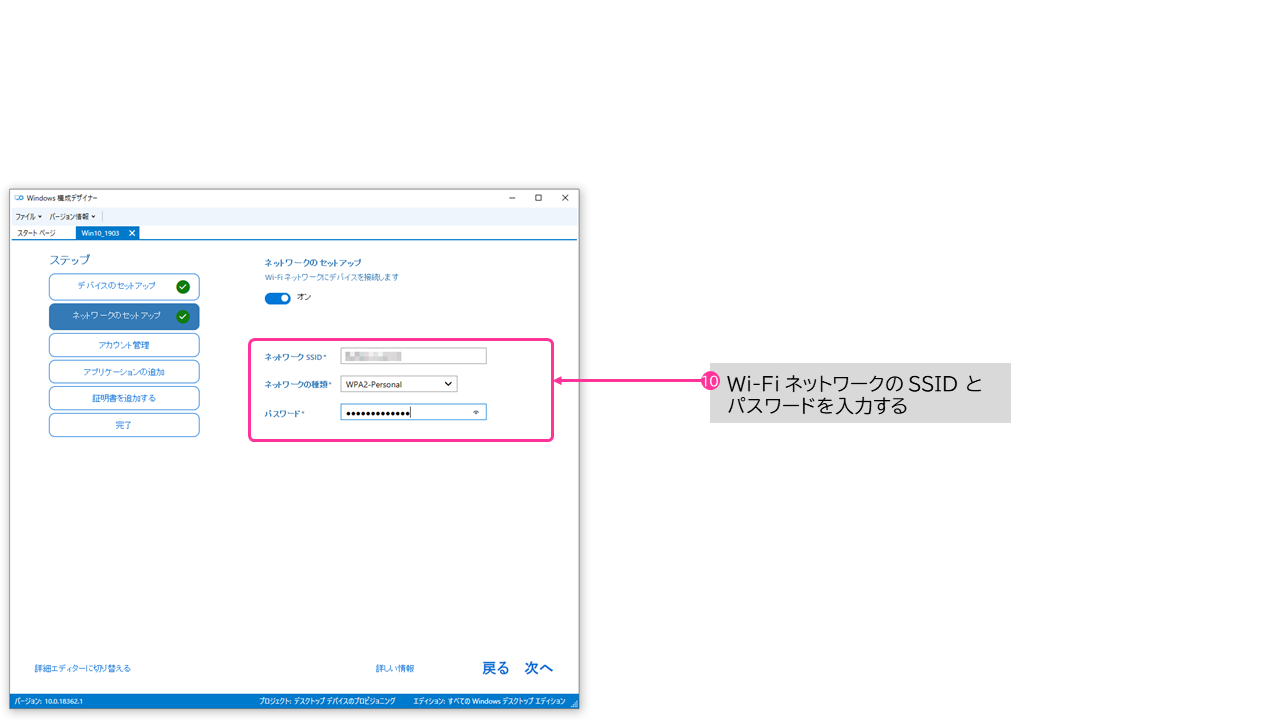 Windows 構成デザイナー
ファイル バージョン情報
スタート ページ Win10_1903
ステップ
デバイスのセットアップ
ネットワークのセットアップ
アカウント管理
アプリケーションの追加
証明書を追加する
完了
ネットワークのセットアップ
Wi-Fi ネットワークにデバイスを接続します
オン
ネットワーク SSID*
ネットワークの種類* WPA2-Personal
パスワード* ●●●●●●●●●●●●●
10 Wi-Fi ネットワークの SSID と
パスワードを入力する
詳細エディターに切り替える 詳しい情報 戻る 次へ
バージョン: 10.0.18362.1 プロジェクト: デスクトップ デバイスのプロビジョニング エディション: すべての Windows デスクトップ エディション